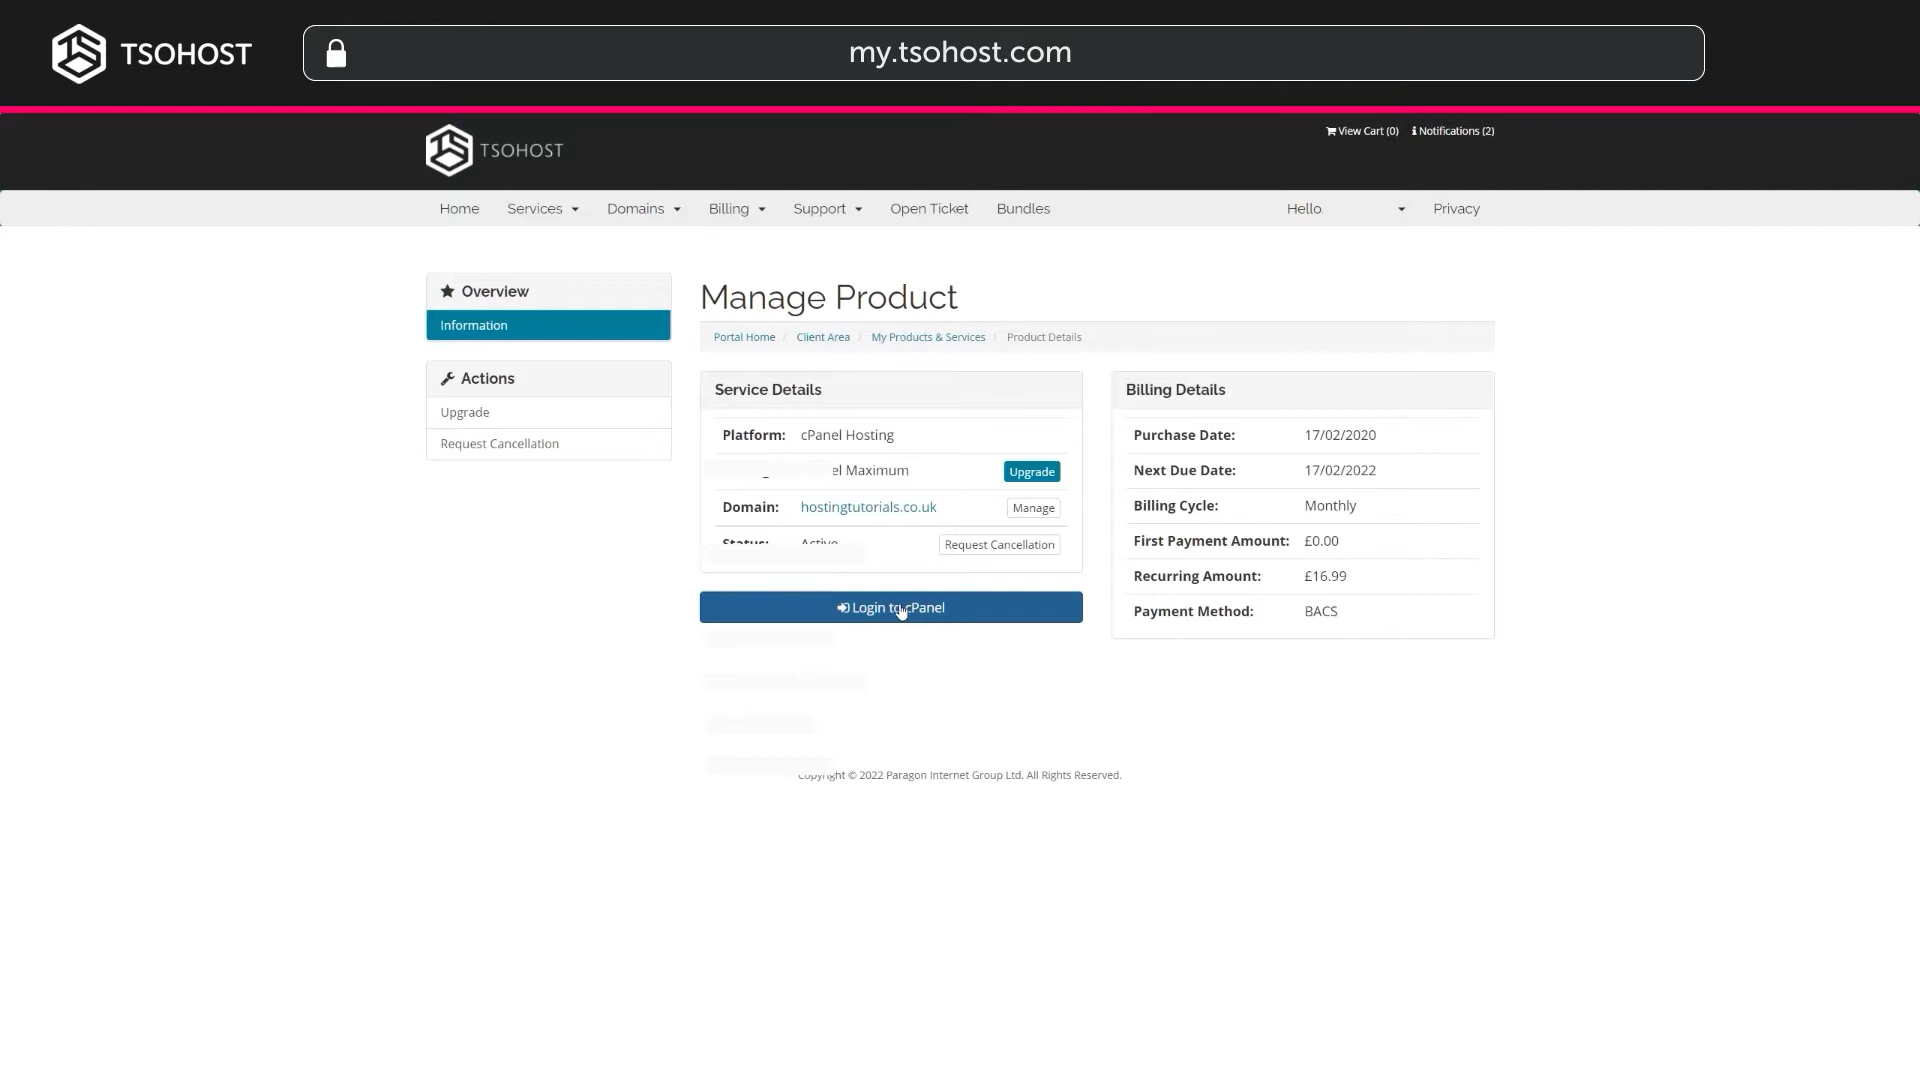 TSOHOST
my.tsohost.com
TSOHOST
View Cart (0)
Notifications (2)
Home
Services
Domains
Billing
Support
Open Ticket
Bundles
Hello
Privacy
Overview
Information
Actions
Upgrade
Request Cancellation
Manage Product
Portal Home / Client Area / My Products & Services / Product Details
Service Details
Platform: cPanel Hosting
el Maximum
Upgrade
Domain: hostingtutorials.co.uk
Manage
Status: Active
Request Cancellation
Login to cPanel
Billing Details
Purchase Date: 17/02/2020
Next Due Date: 17/02/2022
Billing Cycle: Monthly
First Payment Amount: £0.00
Recurring Amount: £16.99
Payment Method: BACS
Copyright © 2022 Paragon Internet Group Ltd. All Rights Reserved.